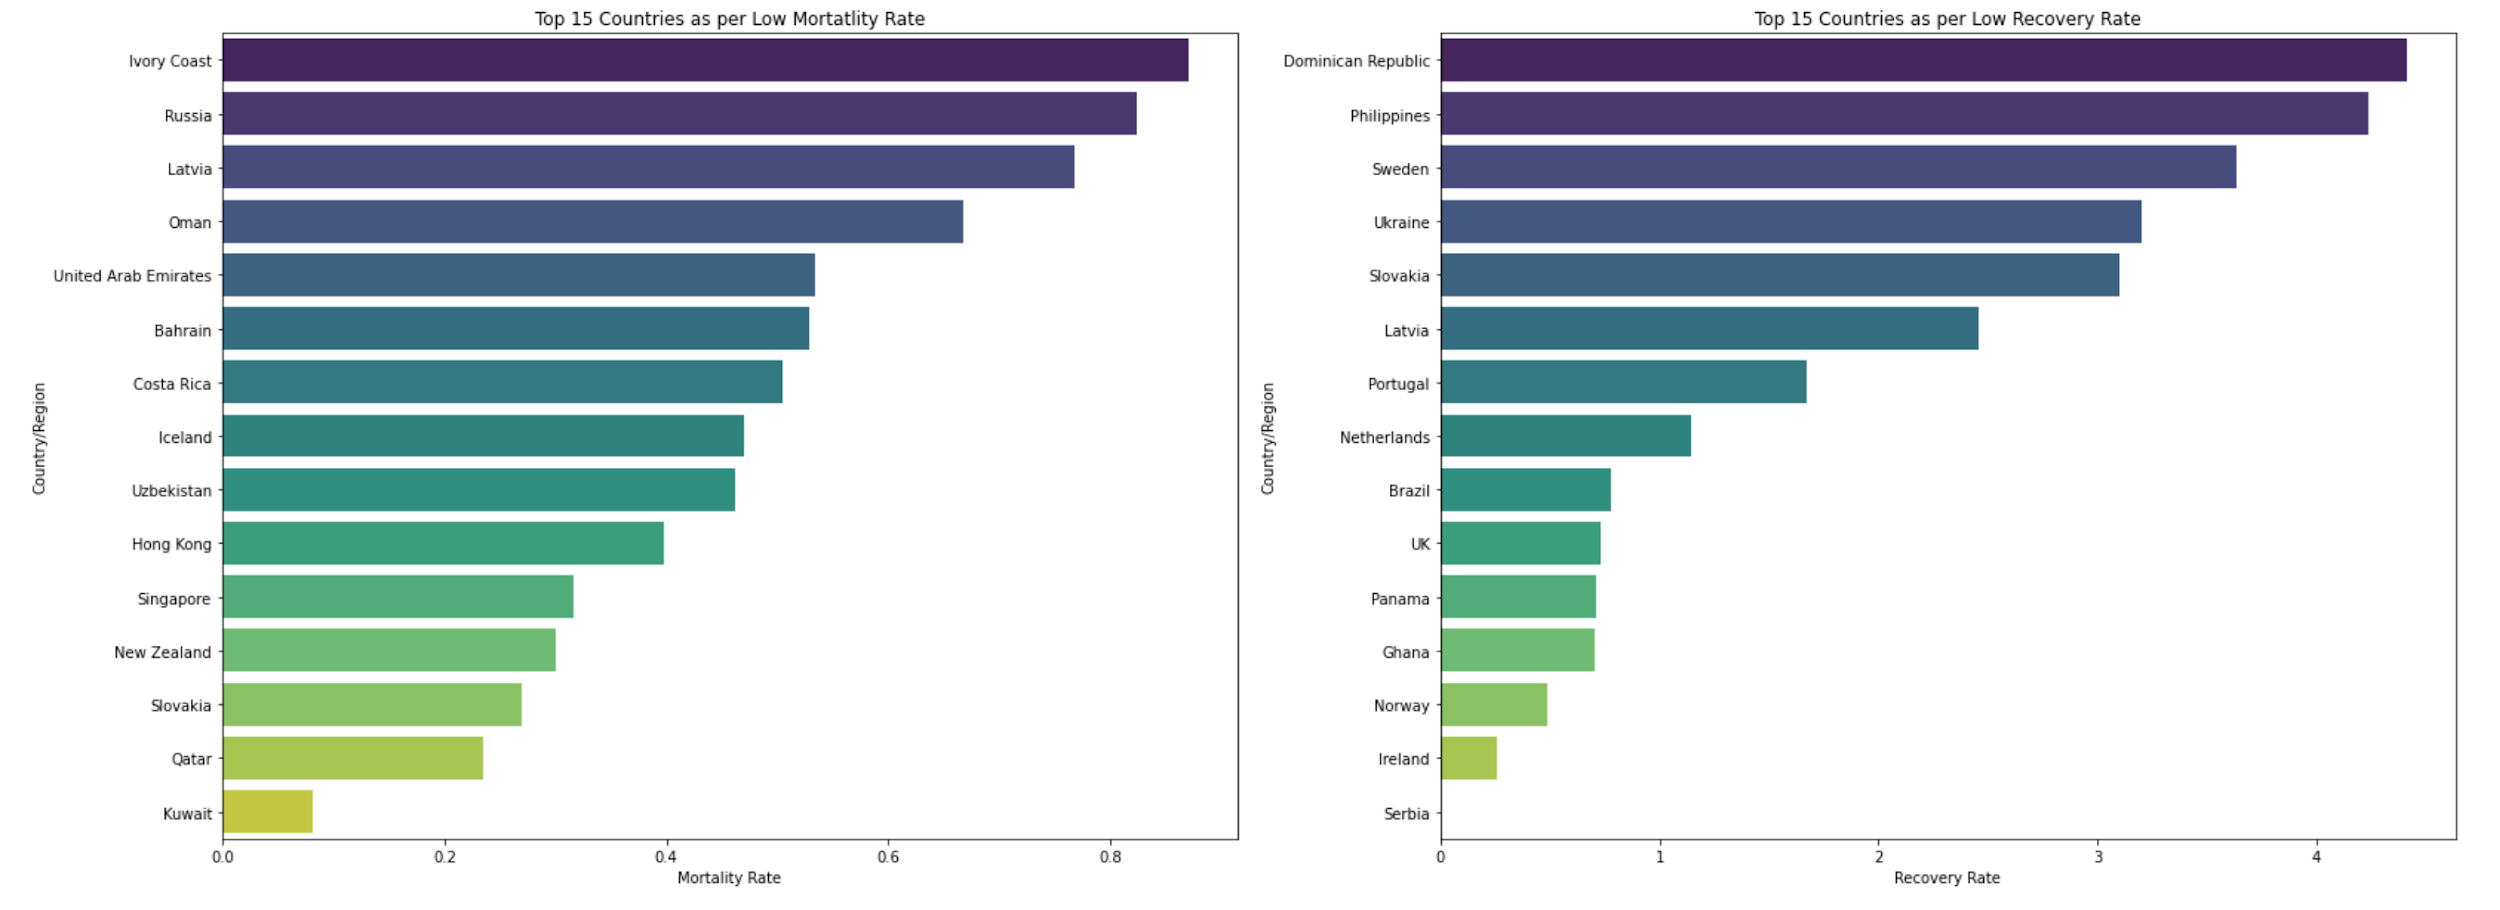 Top 15 Countries as per Low Mortatlity Rate
Ivory Coast
Russia
Latvia
Oman
United Arab Emirates
Bahrain
Costa Rica
Iceland
Uzbekistan
Hong Kong
Singapore
New Zealand
Slovakia
Qatar
Kuwait
Country/Region
0.0 0.2 0.4 0.6 0.8
Mortality Rate
Top 15 Countries as per Low Recovery Rate
Dominican Republic
Philippines
Sweden
Ukraine
Slovakia
Latvia
Portugal
Netherlands
Brazil
UK
Panama
Ghana
Norway
Ireland
Serbia
Country/Region
0 1 2 3 4
Recovery Rate